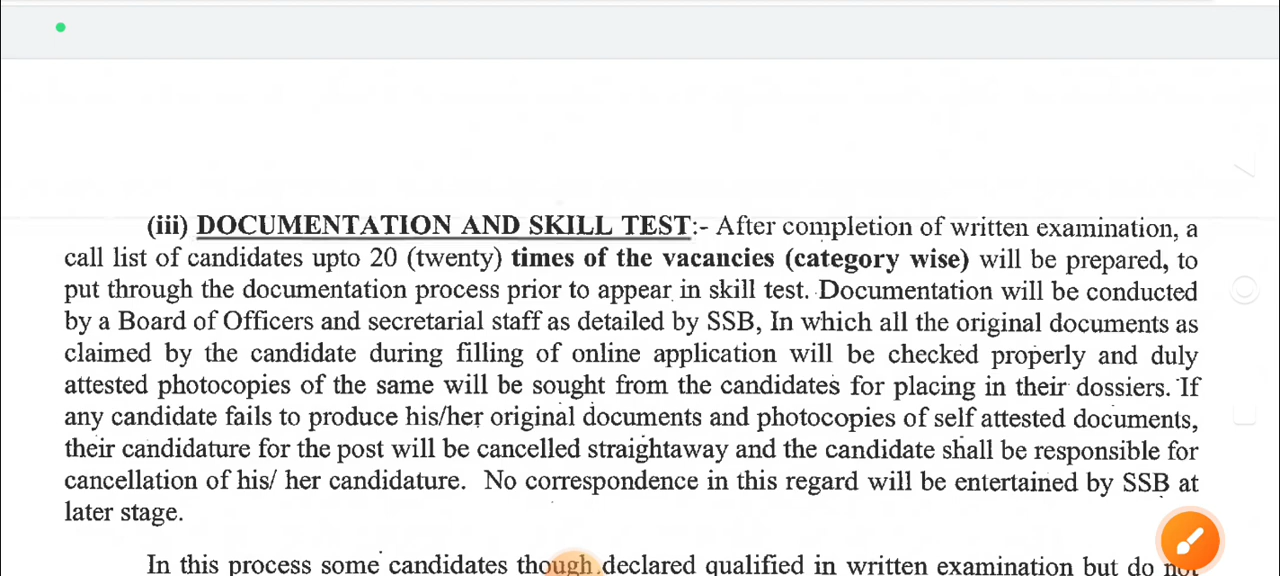 (iii) DOCUMENTATION AND SKILL TEST:- After completion of written examination, a
call list of candidates upto 20 (twenty) times of the vacancies (category wise) will be prepared, to
put through the documentation process prior to appear in skill test. Documentation will be conducted
by a Board of Officers and secretarial staff as detailed by SSB, In which all the original documents as
claimed by the candidate during filling of online application will be checked properly and duly
attested photocopies of the same will be sought from the candidates for placing in their dossiers. If
any candidate fails to produce his/her original documents and photocopies of self attested documents,
their candidature for the post will be cancelled straightaway and the candidate shall be responsible for
cancellation of his/ her candidature. No correspondence in this regard will be entertained by SSB at
later stage.
In this process some candidates though declared qualified in written examination but do not